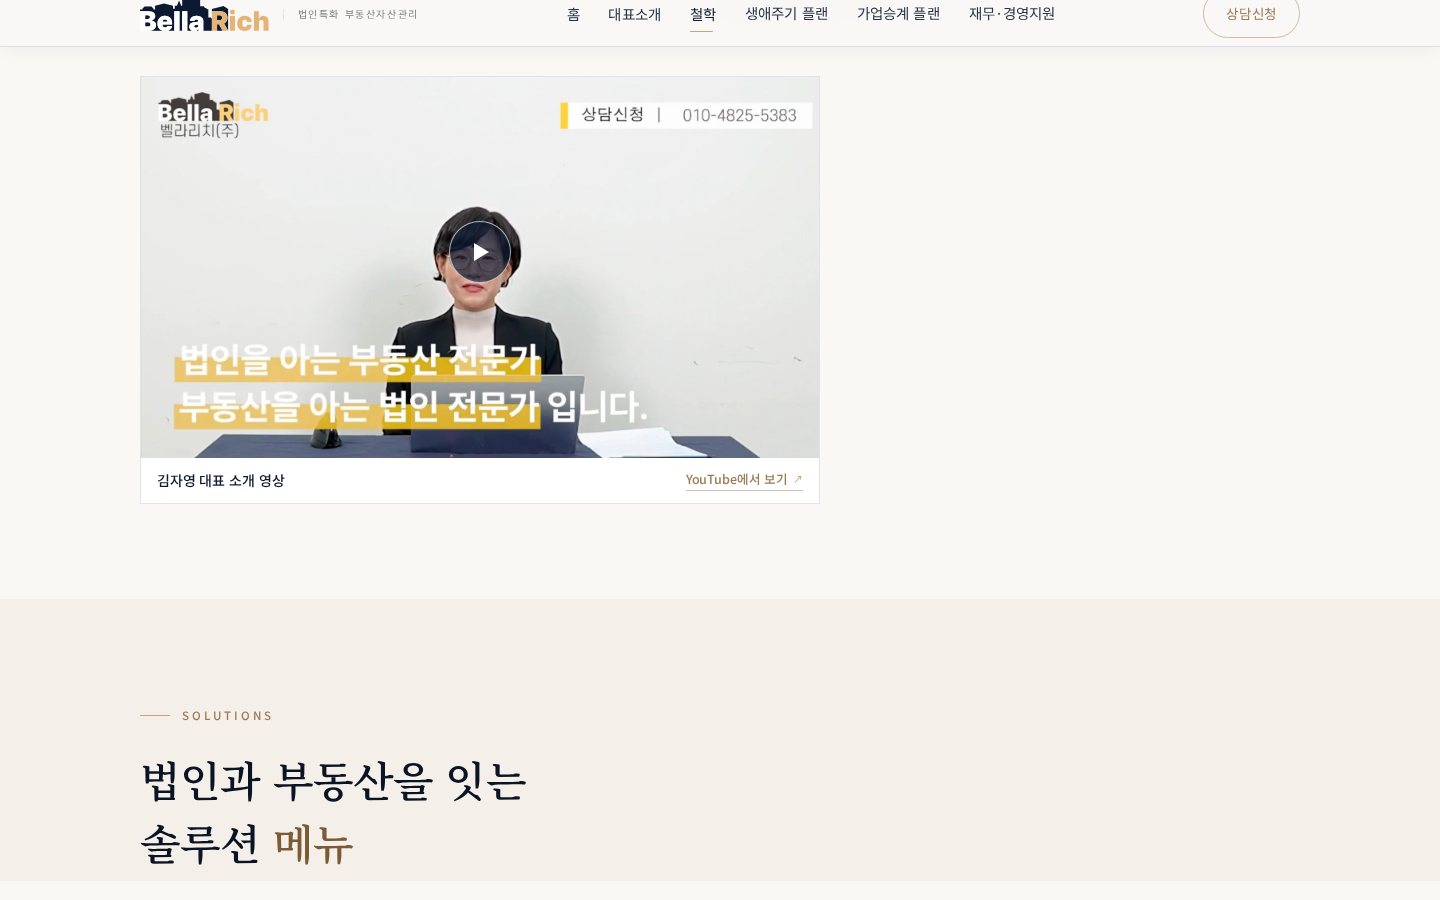 Bella Rich
법인특화 부동산자산관리
홈
대표소개
철학
생애주기 플랜
가업승계 플랜
재무·경영지원
상담신청
Bella Rich
벨라리치(주)
상담신청 | 010-4825-5383
법인을 아는 부동산 전문가
부동산을 아는 법인 전문가 입니다.
김자영 대표 소개 영상
YouTube에서 보기 ↗
SOLUTIONS
법인과 부동산을 잇는
솔루션 메뉴